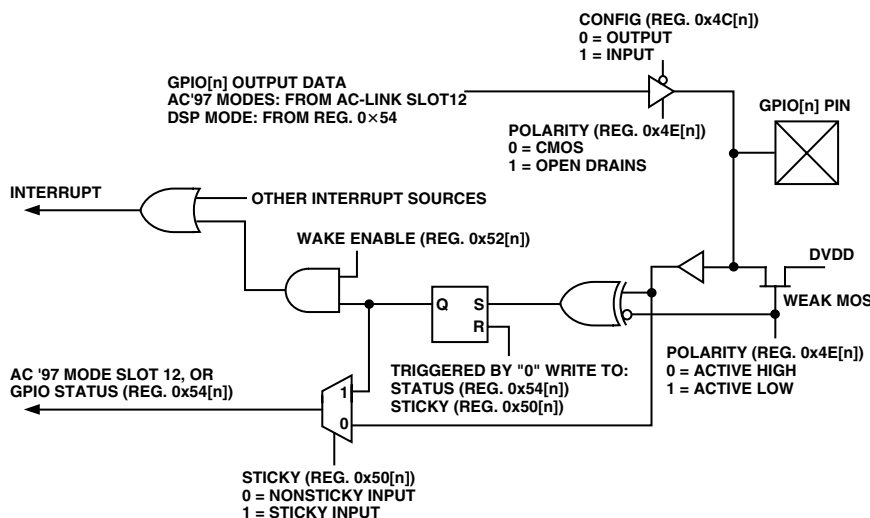 CONFIG (REG. 0x4C[n])
0 = OUTPUT
1 = INPUT
GPIO[n] OUTPUT DATA
AC'97 MODES: FROM AC-LINK SLOT12
DSP MODE: FROM REG. 0×54
GPIO[n] PIN
POLARITY (REG. 0x4E[n])
0 = CMOS
1 = OPEN DRAINS
INTERRUPT
OTHER INTERRUPT SOURCES
WAKE ENABLE (REG. 0x52[n])
DVDD
WEAK MOS
Q S
R
POLARITY (REG. 0x4E[n])
0 = ACTIVE HIGH
1 = ACTIVE LOW
TRIGGERED BY "0" WRITE TO:
STATUS (REG. 0x54[n])
STICKY (REG. 0x50[n])
AC '97 MODE SLOT 12, OR
GPIO STATUS (REG. 0x54[n])
1
0
STICKY (REG. 0x50[n])
0 = NONSTICKY INPUT
1 = STICKY INPUT